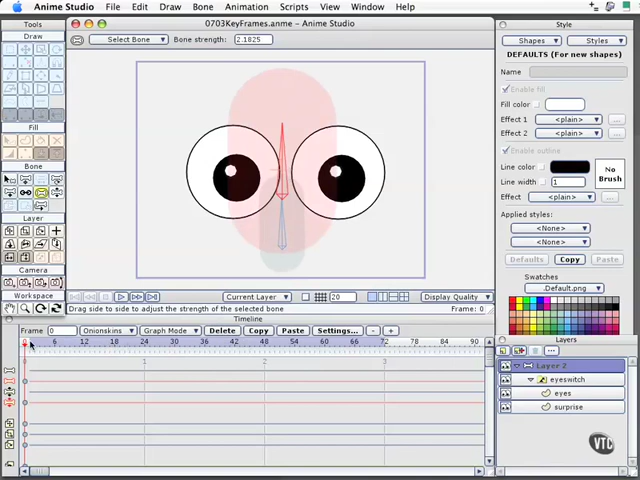 Anime Studio File Edit Draw Bone Animation Scripts View Window Help
0703KeyFrames.anme - Anime Studio
Select Bone Bone strength: 2.1825
Tools
Draw
Fill
Bone
Layer
Camera
Workspace
Style
Shapes Styles
DEFAULTS (For new shapes)
Name
Enable fill
Fill color
Effect 1 <plain> ...
Effect 2 <plain> ...
Enable outline
Line color
Line width 1
No Brush
Effect <plain> ...
Applied styles:
<None>
<None>
Defaults Copy Paste
Swatches
.Default.png
Current Layer 20 Display Quality
Drag side to side to adjust the strength of the selected bone Frame: 0
Timeline
Frame 0 Onionskins Graph Mode Delete Copy Paste Settings... - +
0 6 12 18 24 30 36 42 48 54 60 66 72 78 84 90
0 1 2 3
Layers
Layer 2
eyeswitch
eyes
surprise
VTC